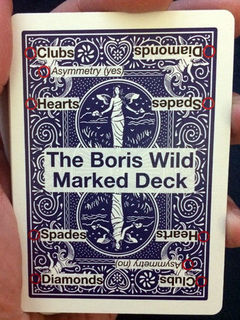 Clubs Diamonds
Asymmetry (yes)
Hearts Spades
The Boris Wild
Marked Deck
Spades Hearts
Asymmetry (no)
Diamonds Clubs